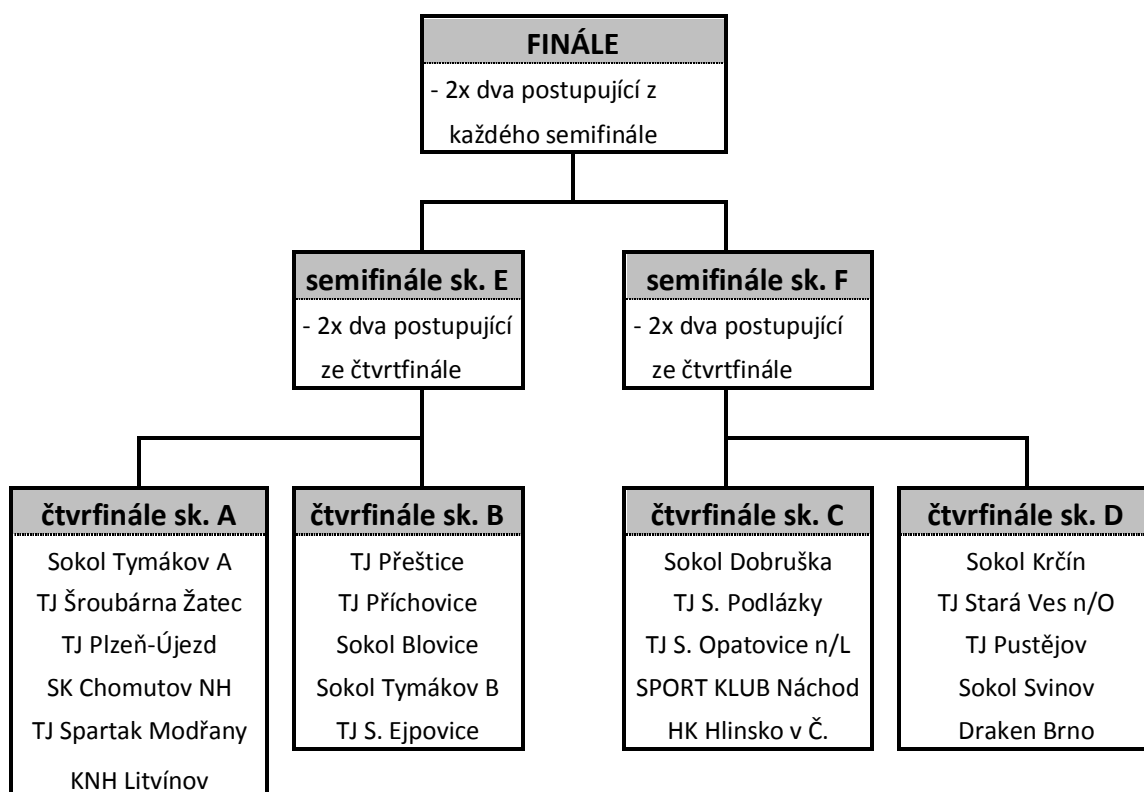 FINÁLE
- 2x dva postupující z
každého semifinále
semifinále sk. E
- 2x dva postupující
ze čtvrtfinále
semifinále sk. F
- 2x dva postupující
ze čtvrtfinále
čtvrfinále sk. A
Sokol Tymákov A
TJ Šroubárna Žatec
TJ Plzeň-Újezd
SK Chomutov NH
TJ Spartak Modřany
KNH Litvínov
čtvrfinále sk. B
TJ Přeštice
TJ Příchovice
Sokol Blovice
Sokol Tymákov B
TJ S. Ejpovice
čtvrfinále sk. C
Sokol Dobruška
TJ S. Podlázky
TJ S. Opatovice n/L
SPORT KLUB Náchod
HK Hlinsko v Č.
čtvrfinále sk. D
Sokol Krčín
TJ Stará Ves n/O
TJ Pustějov
Sokol Svinov
Draken Brno